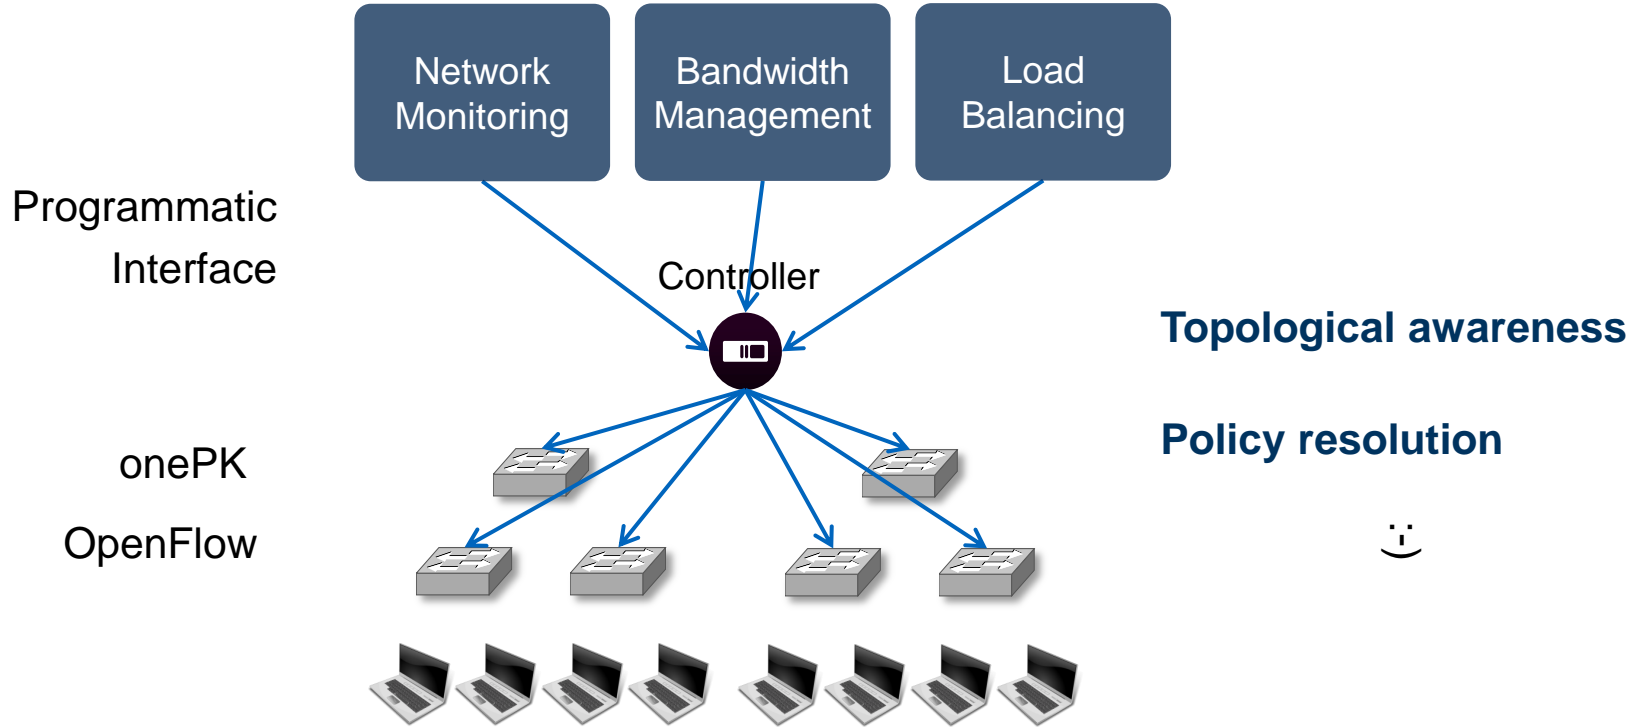 Network
Monitoring
Bandwidth
Management
Load
Balancing
Programmatic
Interface
Controller
Topological awareness
Policy resolution
onePK
OpenFlow
:-)